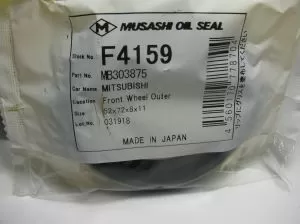 MUSASHI OIL SEAL
Stock No. F4159
Part No. MB303875
Car Name MITSUBISHI
Location Front Wheel Outer
Size 52x72x8x11
Lot No. 031918
MADE IN JAPAN